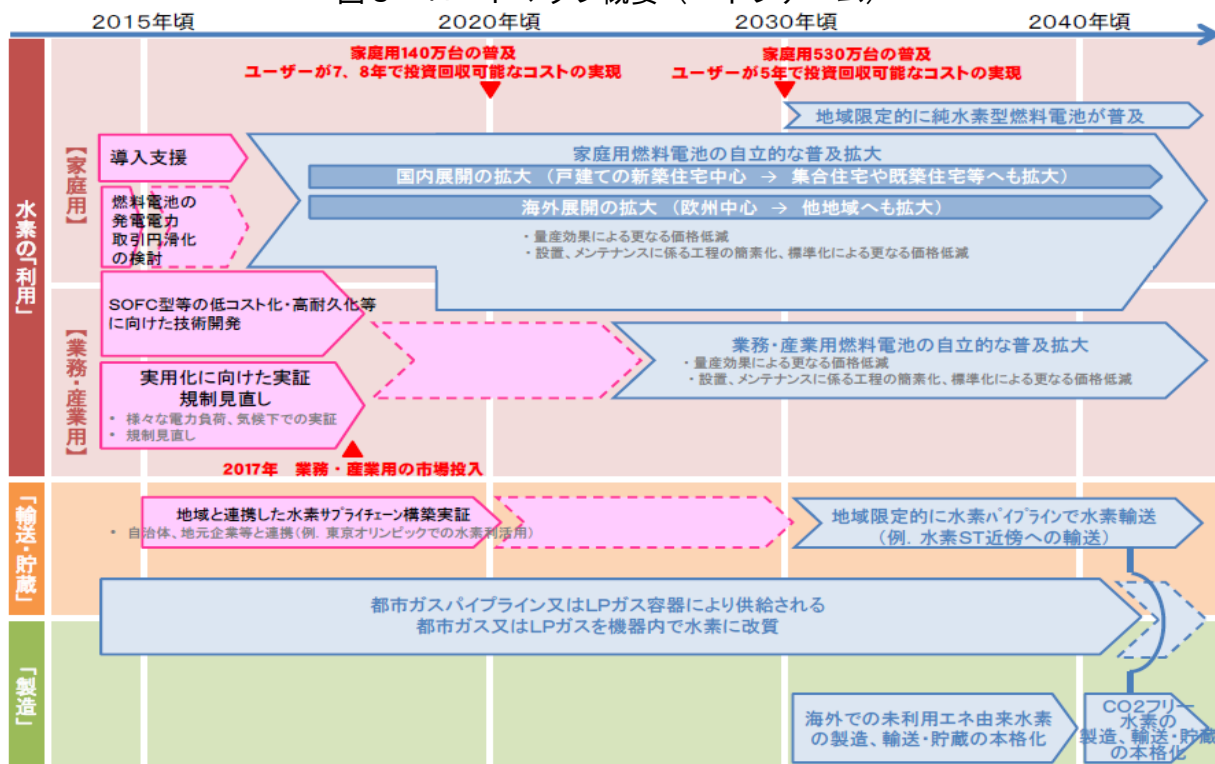 2015年頃
2020年頃
2030年頃
2040年頃
家庭用140万台の普及
ユーザーが7、8年で投資回収可能なコストの実現
家庭用530万台の普及
ユーザーが5年で投資回収可能なコストの実現
水素の「利用」
【家庭用】
地域限定的に純水素型燃料電池が普及
導入支援
燃料電池の
発電電力
取引円滑化
の検討
家庭用燃料電池の自立的な普及拡大
国内展開の拡大（戸建ての新築住宅中心 → 集合住宅や既築住宅等へも拡大）
海外展開の拡大（欧州中心 → 他地域へも拡大）
・量産効果による更なる価格低減
・設置、メンテナンスに係る工程の簡素化、標準化による更なる価格低減
【業務・産業用】
SOFC型等の低コスト化・高耐久化等
に向けた技術開発
実用化に向けた実証
規制見直し
• 様々な電力負荷、気候下での実証
• 規制見直し
業務・産業用燃料電池の自立的な普及拡大
・量産効果による更なる価格低減
・設置、メンテナンスに係る工程の簡素化、標準化による更なる価格低減
2017年 業務・産業用の市場投入
「輸送・貯蔵」
地域と連携した水素ｻﾌﾟﾗｲﾁｪｰﾝ構築実証
• 自治体、地元企業等と連携（例．東京オリンピックでの水素利活用）
地域限定的に水素ﾊﾟｲﾌﾟﾗｲﾝで水素輸送
（例．水素ST近傍への輸送）
都市ガスパイプライン又はLPガス容器により供給される
都市ガス又はLPガスを機器内で水素に改質
「製造」
海外での未利用エネ由来水素
の製造、輸送・貯蔵の本格化
CO2フリー
水素の
製造、輸送・貯蔵
の本格化